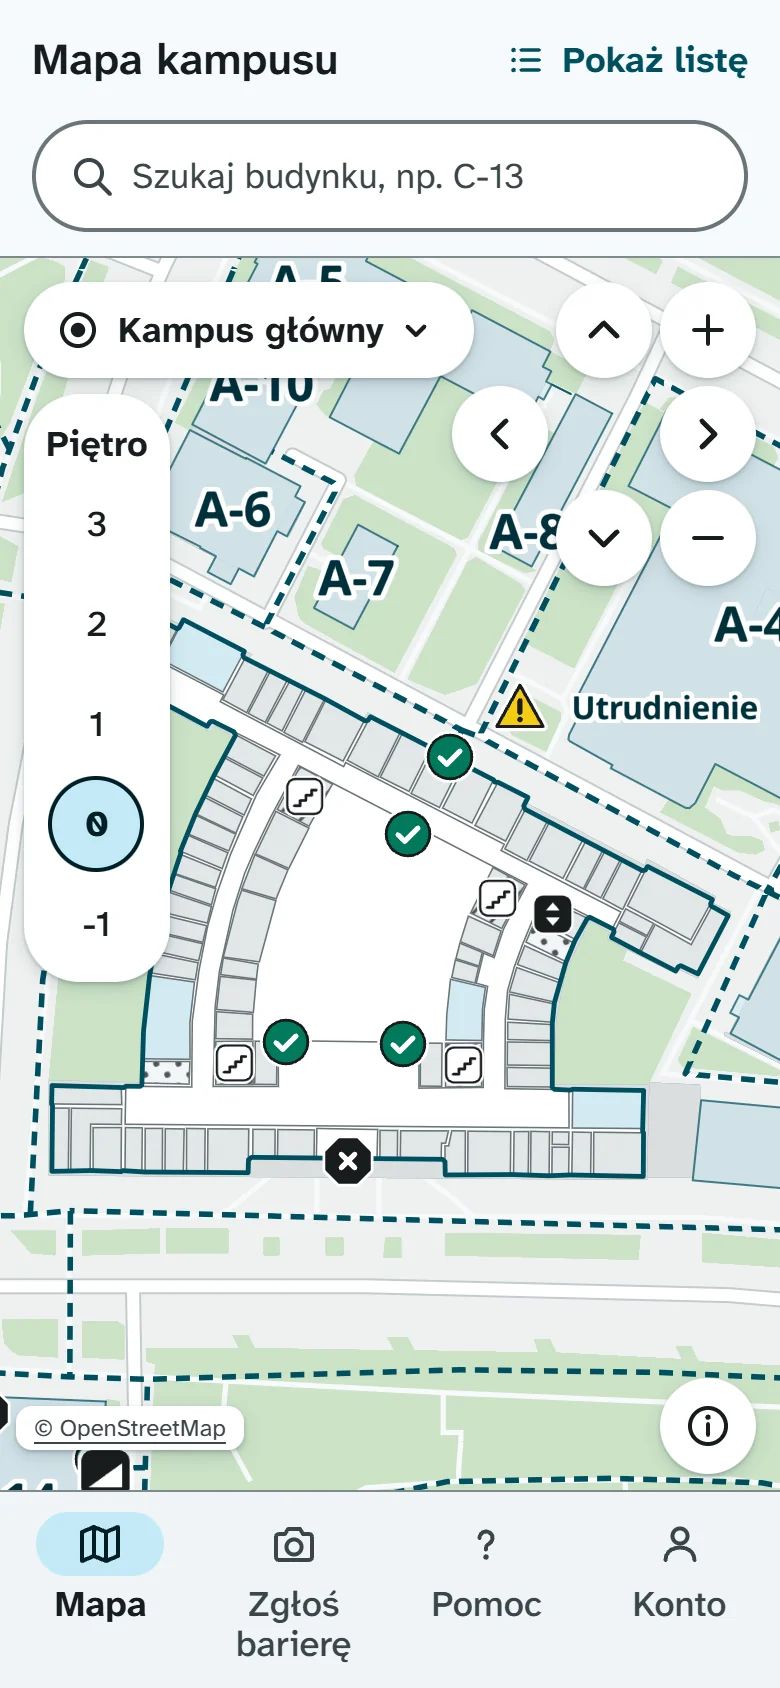 Mapa kampusu
Pokaż listę
Szukaj budynku, np. C-13
A-5
Kampus główny
A-10
Piętro
3
2
1
0
-1
A-6
A-7
A-8
A-4
Utrudnienie
© OpenStreetMap
Mapa
Zgłoś
barierę
Pomoc
Konto